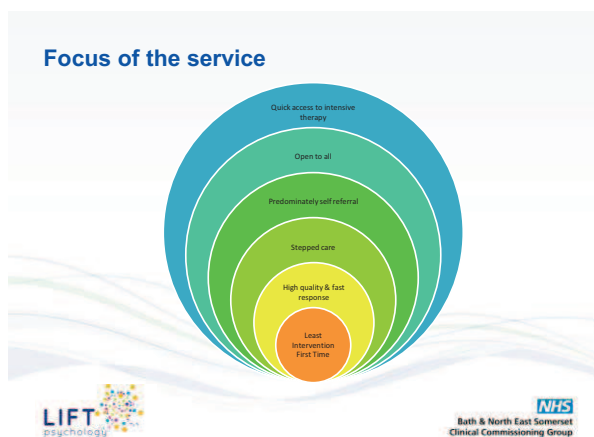 Focus of the service
Quick access to intensive
therapy
Open to all
Predominately self referral
Stepped care
High quality & fast
response
Least
Intervention
First Time
LIFT
psychology
NHS
Bath & North East Somerset
Clinical Commissioning Group